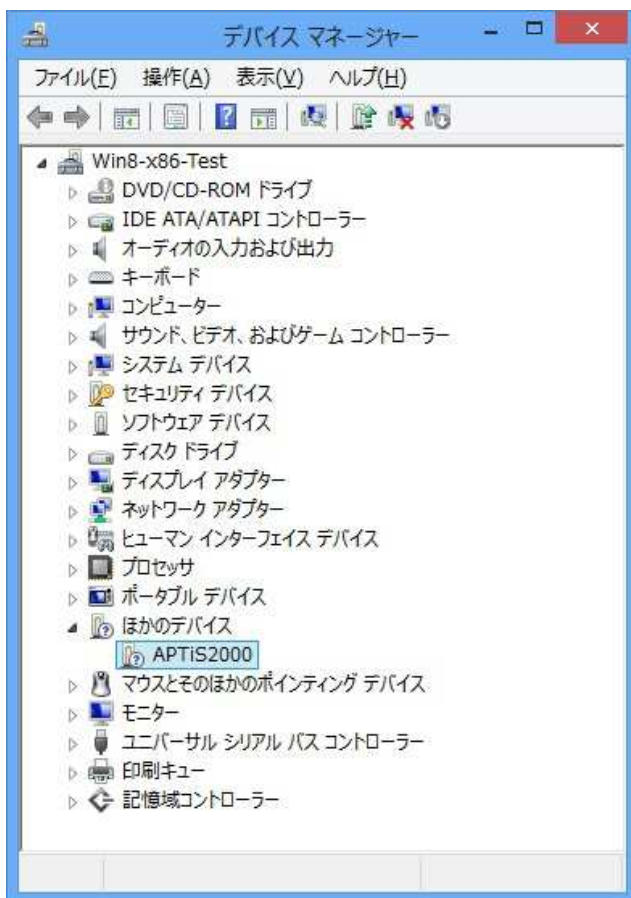 デバイス マネージャー
ファイル(F) 操作(A) 表示(V) ヘルプ(H)
Win8-x86-Test
DVD/CD-ROM ドライブ
IDE ATA/ATAPI コントローラー
オーディオの入力および出力
キーボード
コンピューター
サウンド、ビデオ、およびゲーム コントローラー
システム デバイス
セキュリティ デバイス
ソフトウェア デバイス
ディスク ドライブ
ディスプレイ アダプター
ネットワーク アダプター
ヒューマン インターフェイス デバイス
プロセッサ
ポータブル デバイス
ほかのデバイス
APTiS2000
マウスとそのほかのポインティング デバイス
モニター
ユニバーサル シリアル バス コントローラー
印刷キュー
記憶域コントローラー